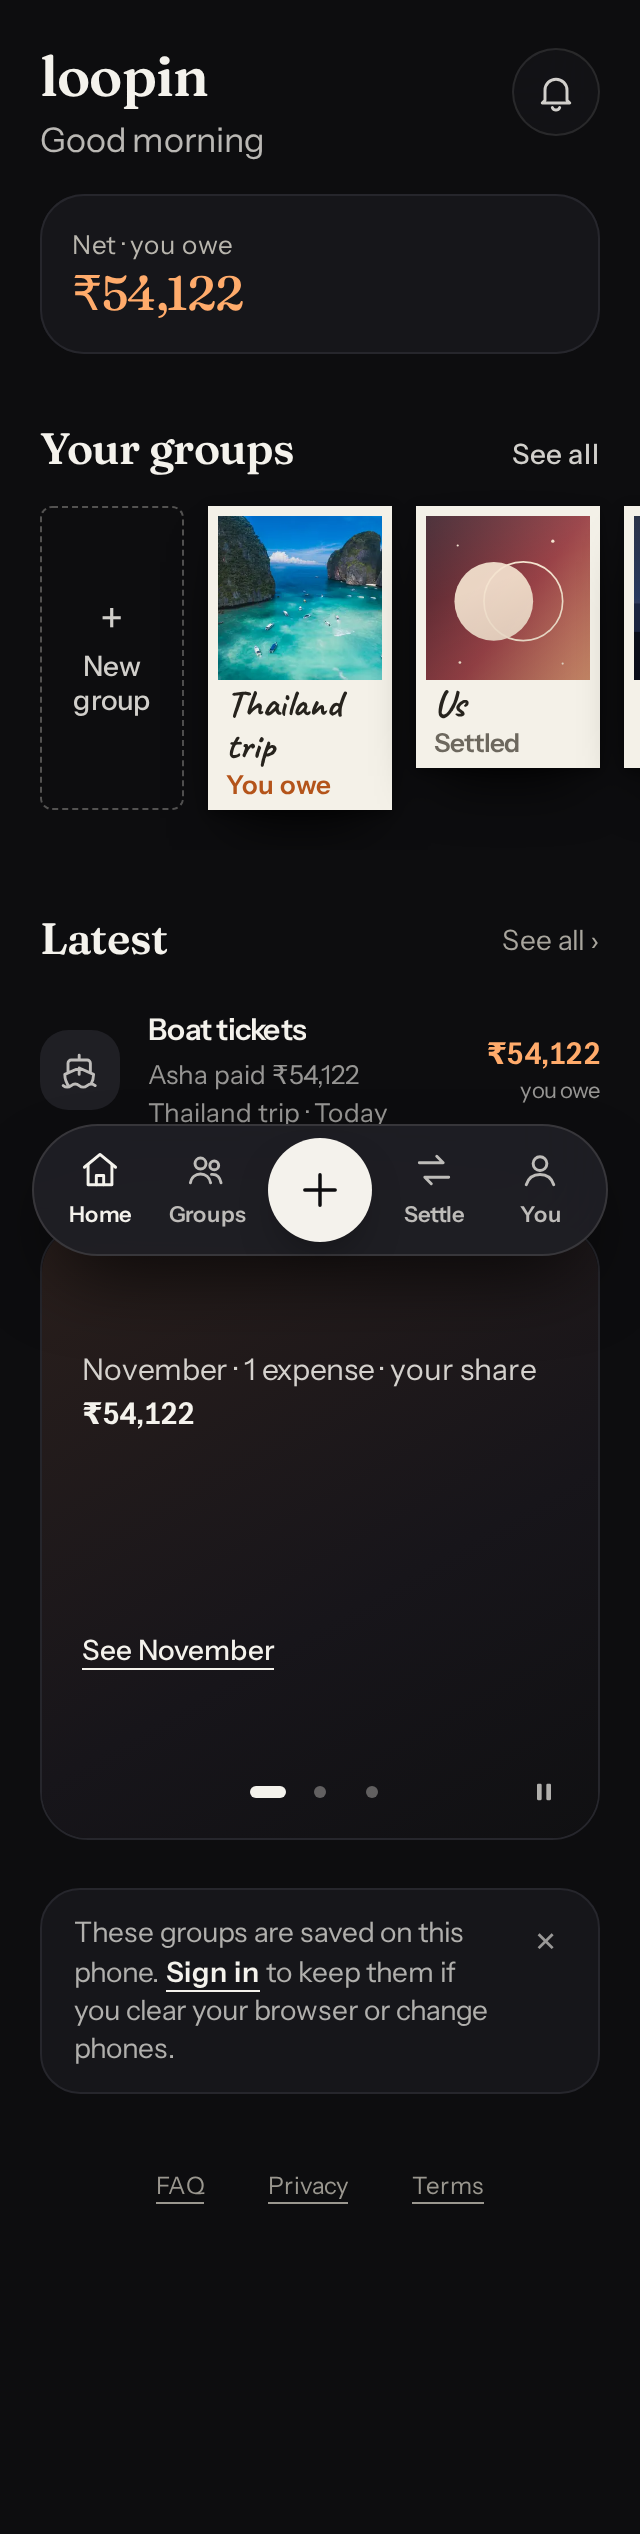 loopin
Good morning
Net · you owe
₹54,122
Your groups
See all
+
New
group
Thailand
trip
You owe
Us
Settled
Latest
See all ›
Boat tickets
Asha paid ₹54,122
Thailand trip · Today
₹54,122
you owe
Home
Groups
Settle
You
November · 1 expense · your share
₹54,122
See November
These groups are saved on this
phone. Sign in to keep them if
you clear your browser or change
phones.
FAQ
Privacy
Terms